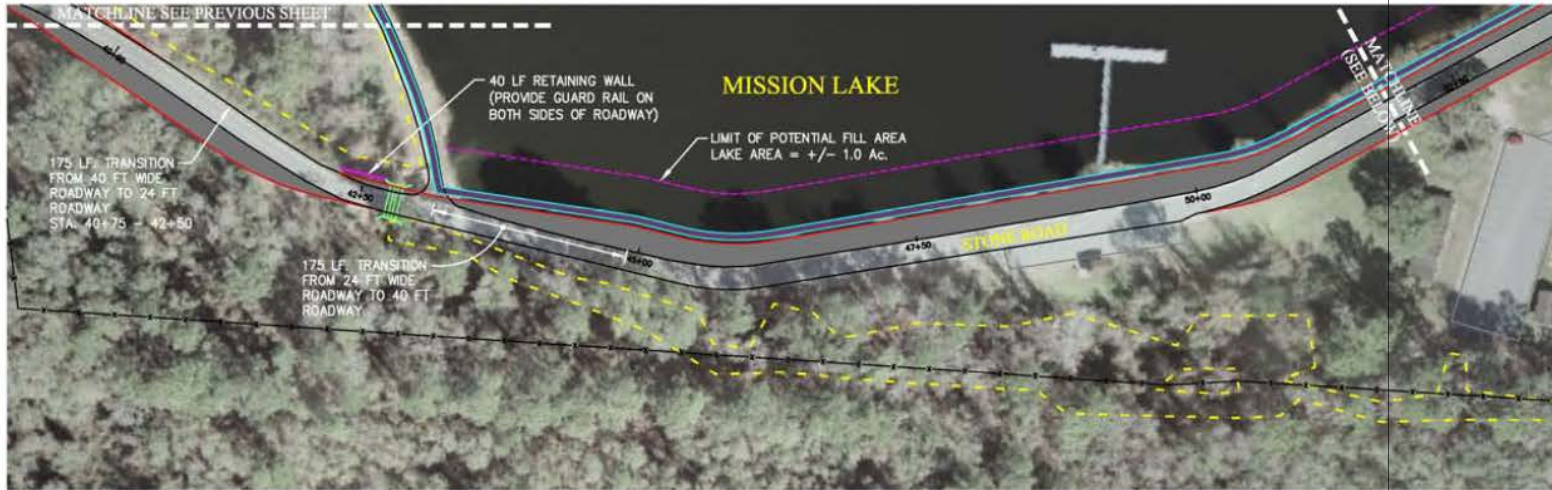 MATCHLINE SEE PREVIOUS SHEET
40 LF RETAINING WALL
(PROVIDE GUARD RAIL ON
BOTH SIDES OF ROADWAY)
MISSION LAKE
LIMIT OF POTENTIAL FILL AREA
LAKE AREA = +/- 1.0 Ac.
MATCHLINE
(SEE BELOW)
175 LF. TRANSITION
FROM 40 FT WIDE
ROADWAY TO 24 FT
ROADWAY
STA. 40+75 - 42+50
42+50
175 LF. TRANSITION
FROM 24 FT WIDE
ROADWAY TO 40 FT
ROADWAY
45+00
47+50
STONE ROAD
50+00